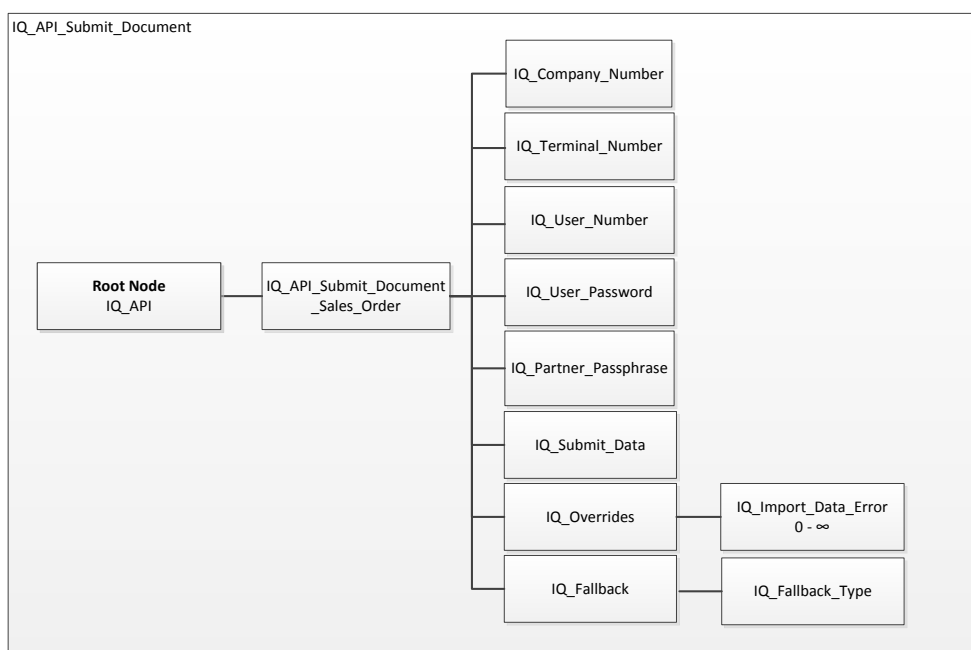 IQ_API_Submit_Document
IQ_Company_Number
IQ_Terminal_Number
IQ_User_Number
Root Node
IQ_API
IQ_API_Submit_Document
_Sales_Order
IQ_User_Password
IQ_Partner_Passphrase
IQ_Submit_Data
IQ_Overrides
IQ_Import_Data_Error
0 - ∞
IQ_Fallback
IQ_Fallback_Type